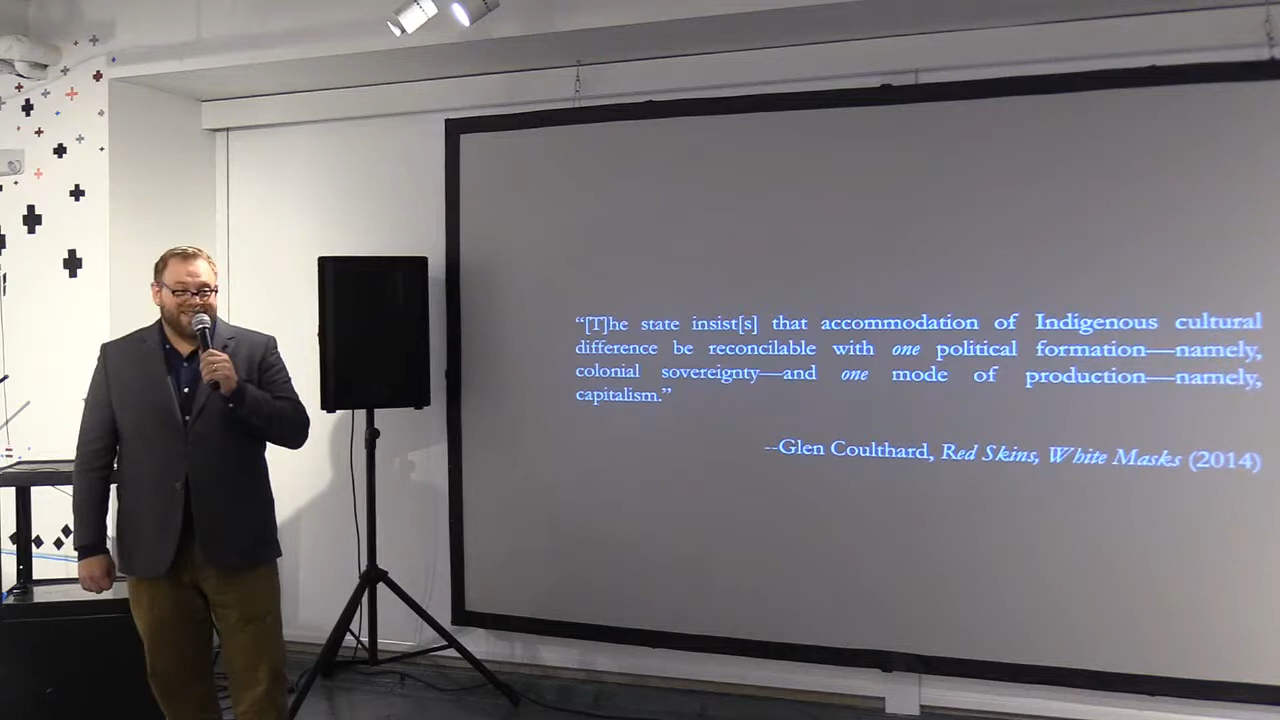 “[T]he state insist[s] that accommodation of Indigenous cultural
difference be reconcilable with one political formation—namely,
colonial sovereignty—and one mode of production—namely,
capitalism.”
--Glen Coulthard, Red Skins, White Masks (2014)